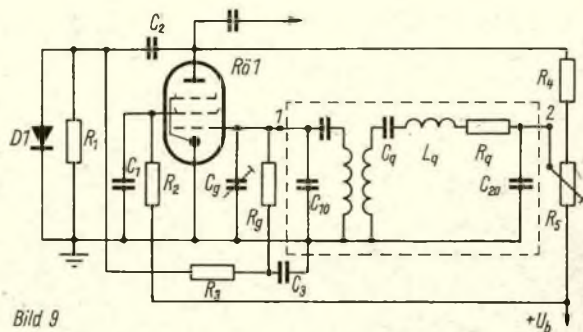 C2
Rö1
R4
1
2
D1
R1
C1
R2
Cg
Rg
C10
Cq
Lq
Rq
C20
R5
R3
C3
Bild 9
+Ub